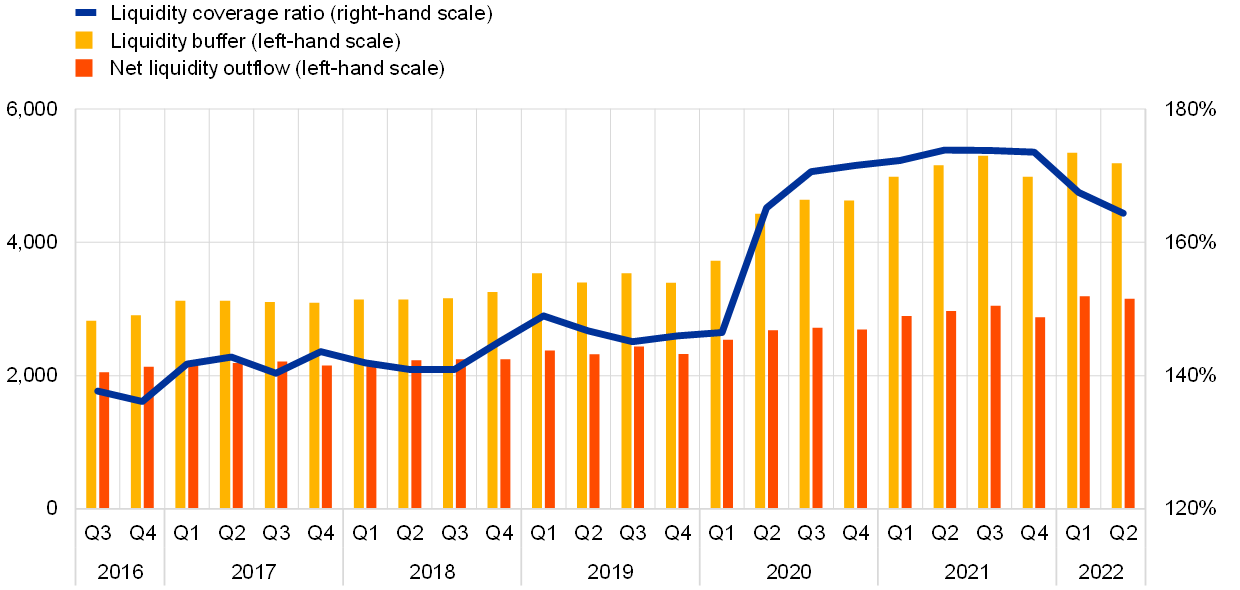 Liquidity coverage ratio (right-hand scale)
Liquidity buffer (left-hand scale)
Net liquidity outflow (left-hand scale)
6,000 180%
4,000 160%
2,000 140%
0 120%
Q3 Q4 Q1 Q2 Q3 Q4 Q1 Q2 Q3 Q4 Q1 Q2 Q3 Q4 Q1 Q2 Q3 Q4 Q1 Q2 Q3 Q4 Q1 Q2
2016 2017 2018 2019 2020 2021 2022